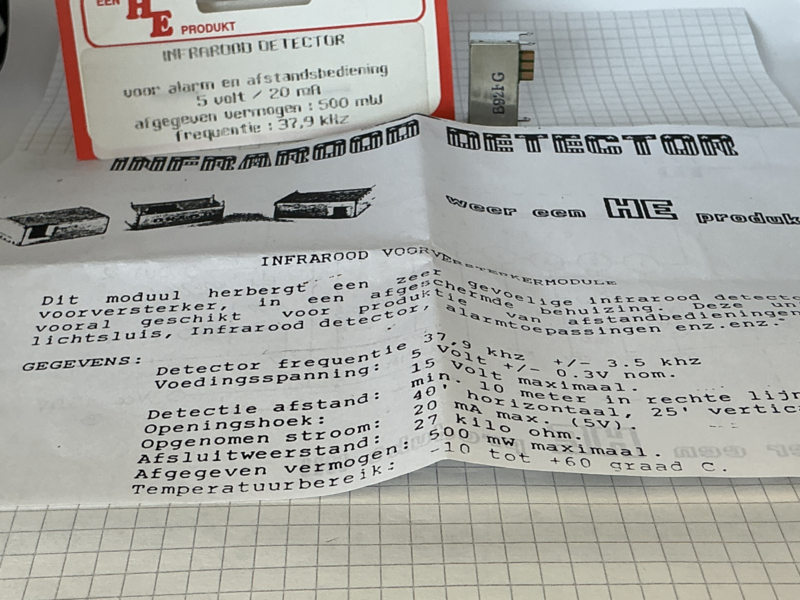 EEN HE PRODUKT
INFRAROOD DETECTOR
voor alarm en afstandsbediening
5 volt / 20 mA
afgegeven vermogen : 500 mW
frequentie : 37,9 kHz
B921G
INFRAROOD DETECTOR
weer een HE produk
INFRAROOD VOORVERSTERKERMODULE
Dit moduul herbergt een zeer gevoelige infrarood detecto
voorversterker, in een afgeschermde behuizing. Deze un
vooral geschikt voor produktie van afstandbedieningen
lichtsluis, Infrarood detector, alarmtoepassingen enz.enz.
GEGEVENS:
Detector frequentie 37,9 khz +/- 3.5 khz
Voedingsspanning: 5 Volt +/- 0.3V nom.
15 Volt maximaal.
Detectie afstand: min. 10 meter in rechte lijn
Openingshoek: 40' horizontaal, 25' vertic
Opgenomen stroom: 20 mA max. (5V).
Afsluitweerstand: 27 kilo ohm.
Afgegeven vermogen: 500 mw maximaal.
Temperatuurbereik: -10 tot +60 graad C.